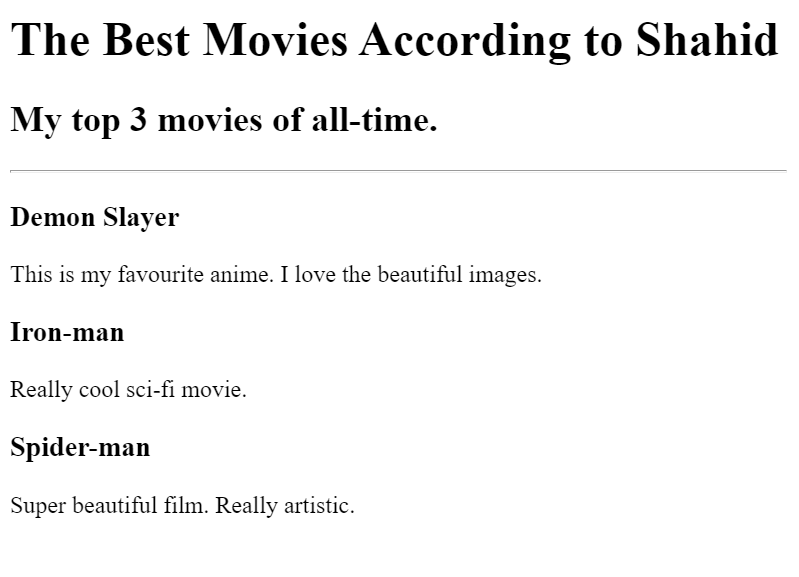 The Best Movies According to Shahid
My top 3 movies of all-time.
Demon Slayer
This is my favourite anime. I love the beautiful images.
Iron-man
Really cool sci-fi movie.
Spider-man
Super beautiful film. Really artistic.